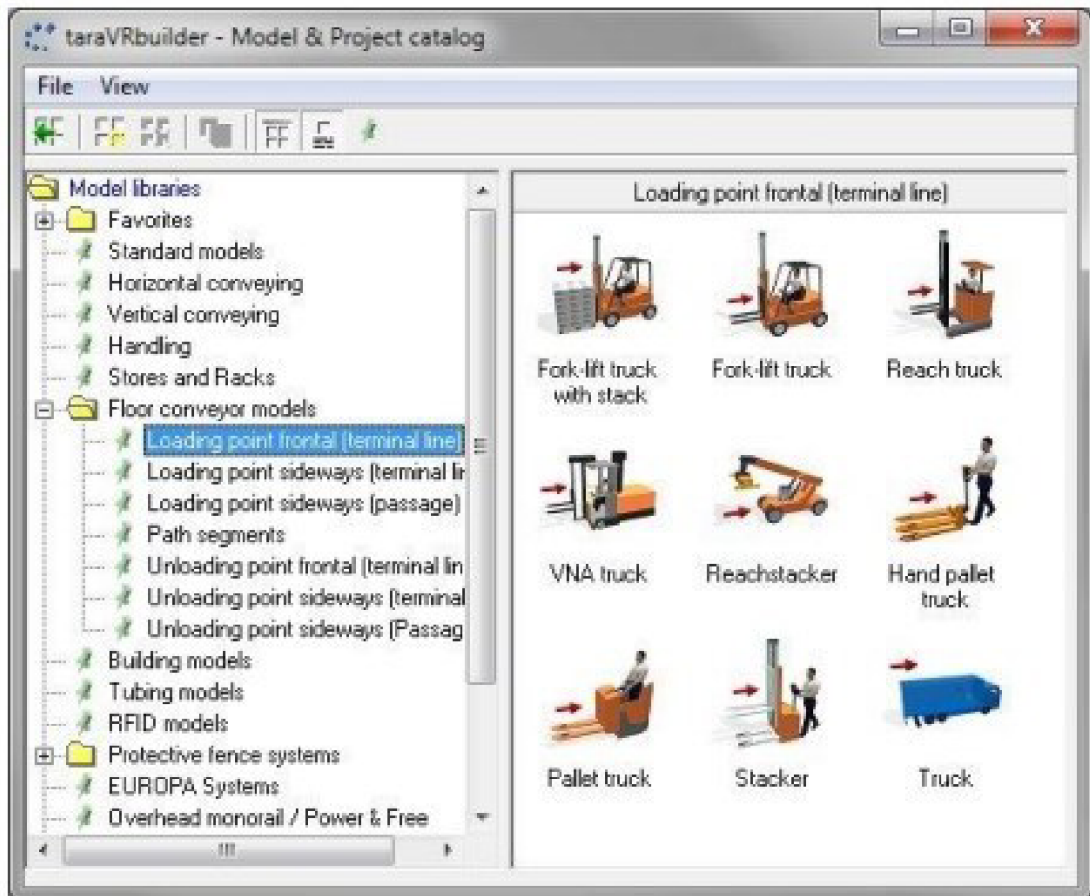 taraVRbuilder - Model & Project catalog
File View
Model libraries
Favorites
Standard models
Horizontal conveying
Vertical conveying
Handling
Stores and Racks
Floor conveyor models
Loading point frontal (terminal line)
Loading point sideways (terminal lin
Loading point sideways (passage)
Path segments
Unloading point frontal (terminal lin
Unloading point sideways (terminal
Unloading point sideways (Passag
Building models
Tubing models
RFID models
Protective fence systems
EUROPA Systems
Overhead monorail / Power & Free
Loading point frontal (terminal line)
Fork-lift truck
with stack
Fork-lift truck
Reach truck
VNA truck
Reachstacker
Hand pallet
truck
Pallet truck
Stacker
Truck